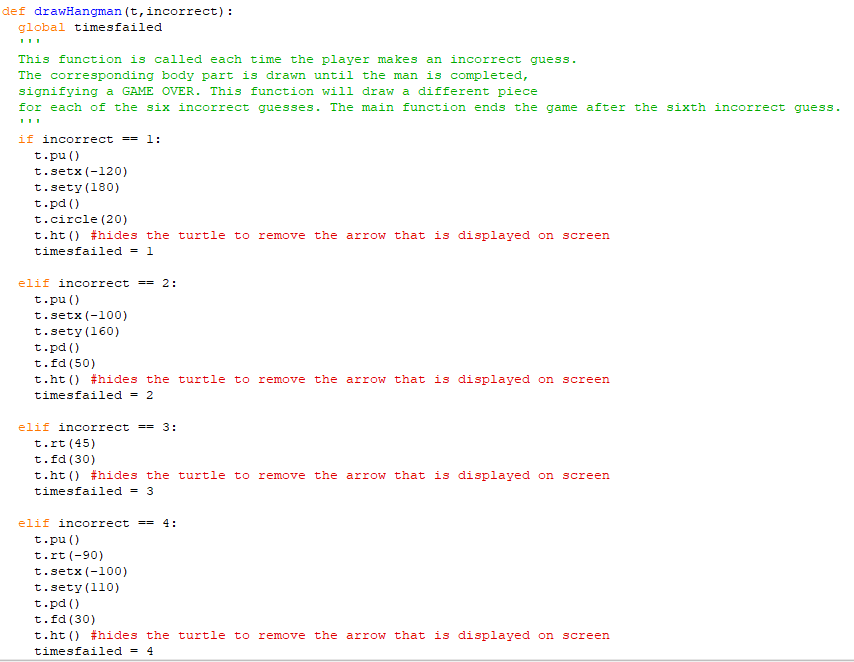 def drawHangman(t,incorrect):
  global timesfailed
  '''
  This function is called each time the player makes an incorrect guess.
  The corresponding body part is drawn until the man is completed,
  signifying a GAME OVER. This function will draw a different piece
  for each of the six incorrect guesses. The main function ends the game after the sixth incorrect guess.
  '''
  if incorrect == 1:
    t.pu()
    t.setx(-120)
    t.sety(180)
    t.pd()
    t.circle(20)
    t.ht() #hides the turtle to remove the arrow that is displayed on screen
    timesfailed = 1

  elif incorrect == 2:
    t.pu()
    t.setx(-100)
    t.sety(160)
    t.pd()
    t.fd(50)
    t.ht() #hides the turtle to remove the arrow that is displayed on screen
    timesfailed = 2

  elif incorrect == 3:
    t.rt(45)
    t.fd(30)
    t.ht() #hides the turtle to remove the arrow that is displayed on screen
    timesfailed = 3

  elif incorrect == 4:
    t.pu()
    t.rt(-90)
    t.setx(-100)
    t.sety(110)
    t.pd()
    t.fd(30)
    t.ht() #hides the turtle to remove the arrow that is displayed on screen
    timesfailed = 4